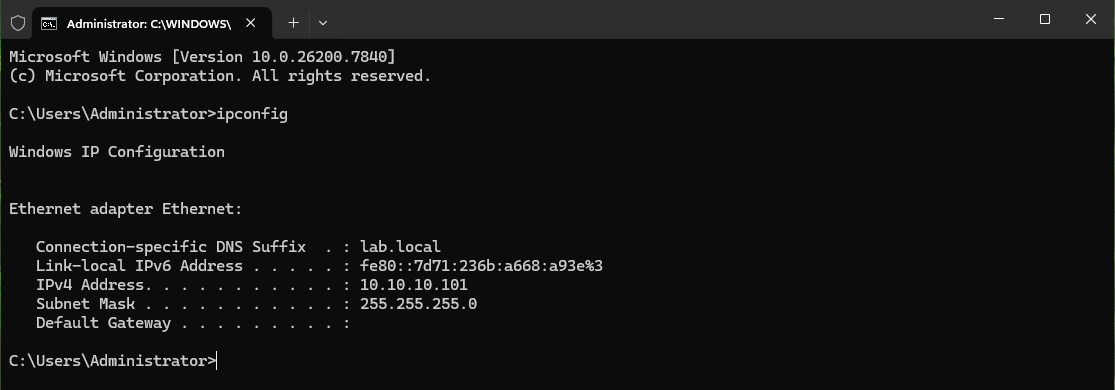 Administrator: C:\WINDOWS\
Microsoft Windows [Version 10.0.26200.7840]
(c) Microsoft Corporation. All rights reserved.
C:\Users\Administrator>ipconfig
Windows IP Configuration
Ethernet adapter Ethernet:
   Connection-specific DNS Suffix  . : lab.local
   Link-local IPv6 Address . . . . . : fe80::7d71:236b:a668:a93e%3
   IPv4 Address. . . . . . . . . . . : 10.10.10.101
   Subnet Mask . . . . . . . . . . . : 255.255.255.0
   Default Gateway . . . . . . . . . :
C:\Users\Administrator>